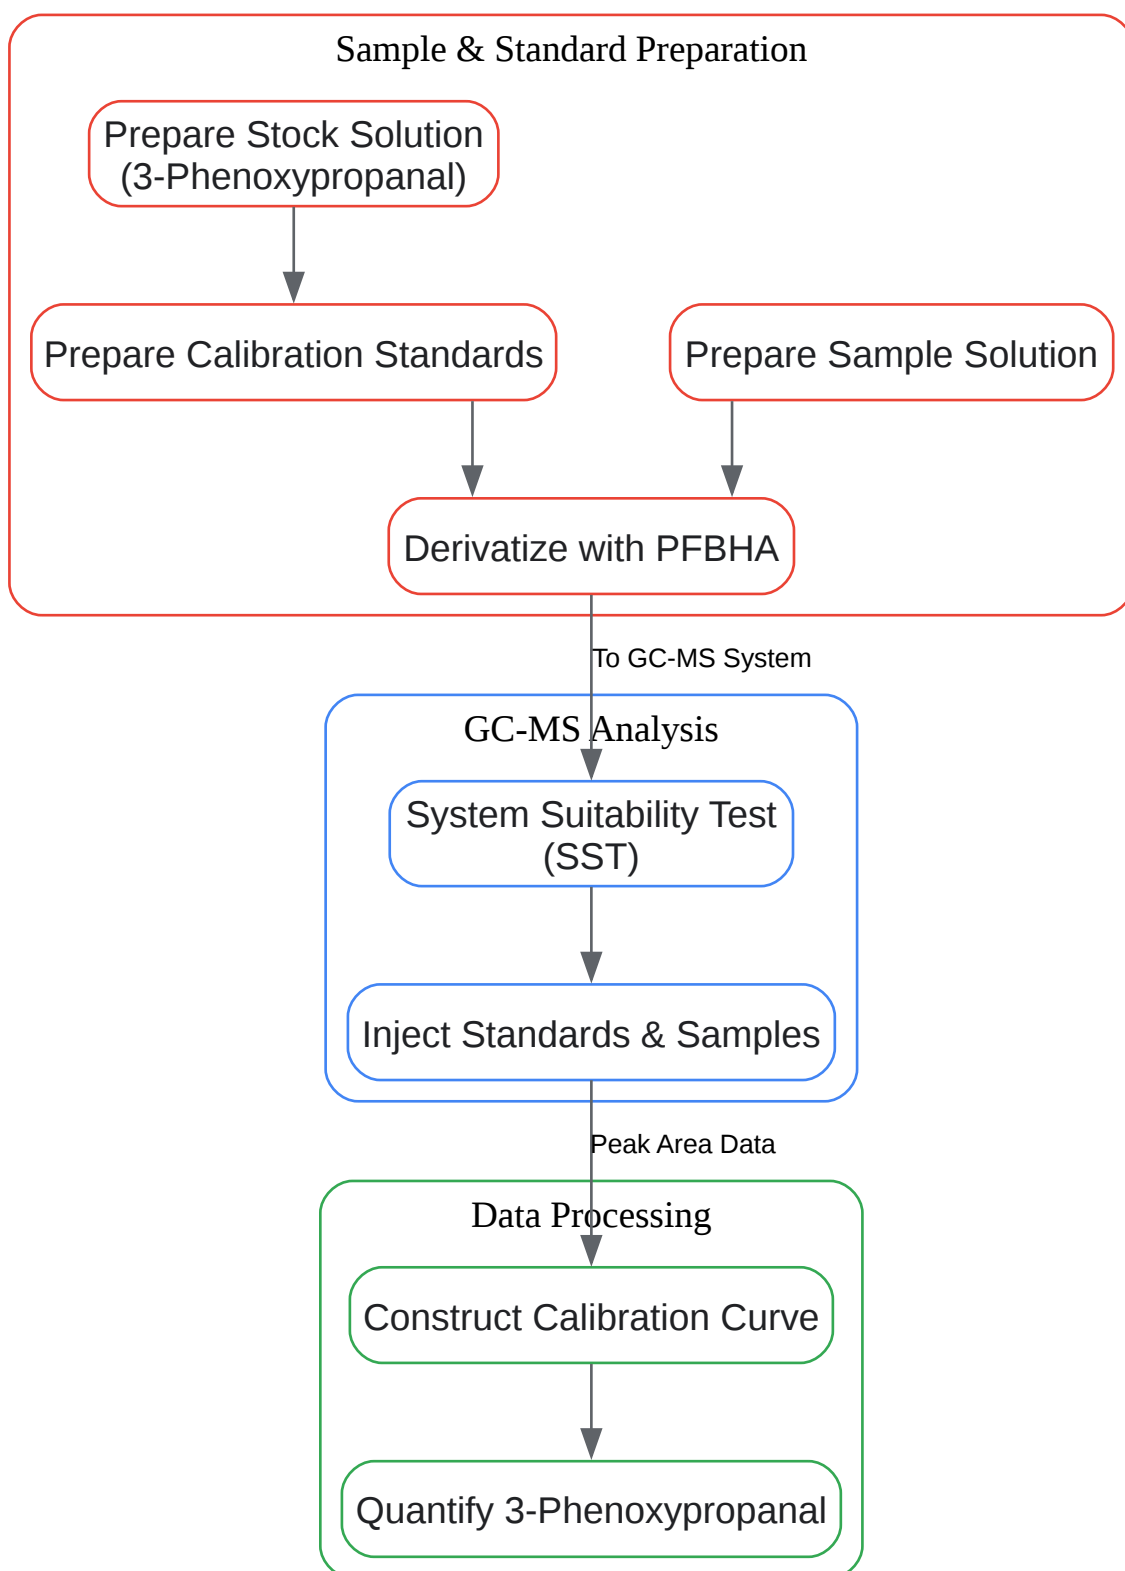 Sample & Standard Preparation
Prepare Stock Solution
(3-Phenoxypropanal)
Prepare Calibration Standards
Prepare Sample Solution
Derivatize with PFBHA
To GC-MS System
GC-MS Analysis
System Suitability Test
(SST)
Inject Standards & Samples
Peak Area Data
Data Processing
Construct Calibration Curve
Quantify 3-Phenoxypropanal